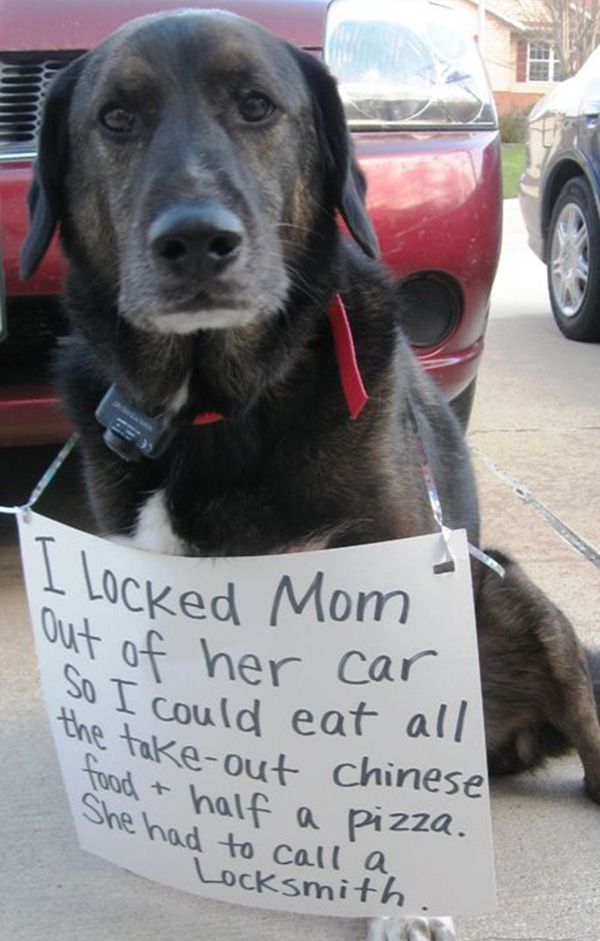 I Locked Mom
out of her car
So I could eat all
the take-out chinese
food + half a pizza.
She had to call a
Locksmith.